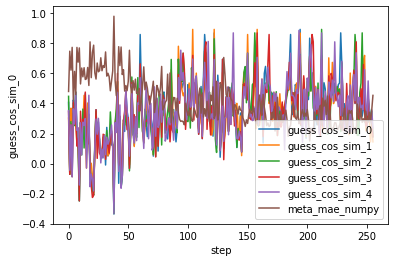 1.0
0.8
0.6
0.4
0.2
0.0
−0.2
−0.4
guess_cos_sim_0
0
50
100
150
200
250
step
guess_cos_sim_0
guess_cos_sim_1
guess_cos_sim_2
guess_cos_sim_3
guess_cos_sim_4
meta_mae_numpy